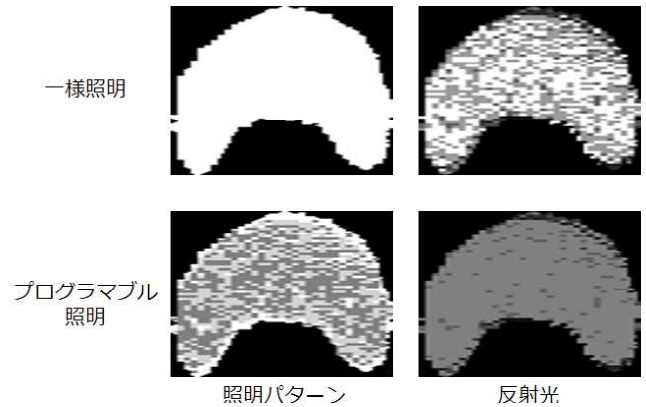 一様照明
プログラマブル
照明
照明パターン
反射光